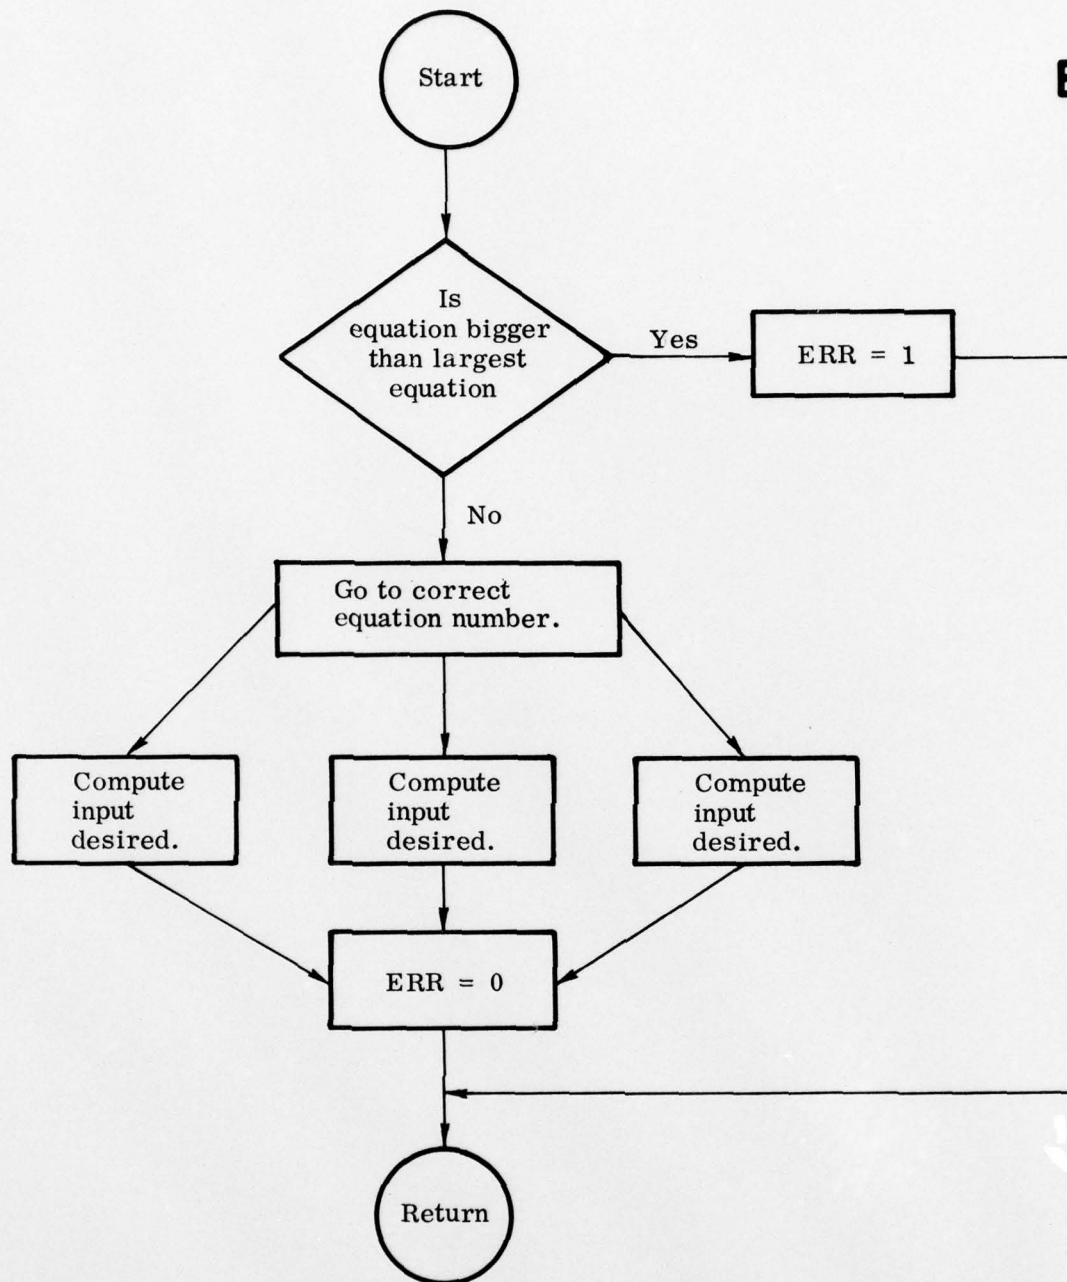 Start
Is
equation bigger
than largest
equation
Yes
ERR = 1
No
Go to correct
equation number.
Compute
input
desired.
Compute
input
desired.
Compute
input
desired.
ERR = 0
Return